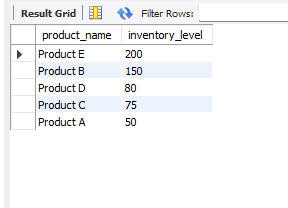 Result Grid Filter Rows:
product_name inventory_level
Product E 200
Product B 150
Product D 80
Product C 75
Product A 50